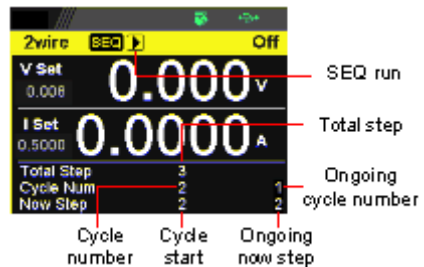 2wire SEQ Off
V Set
0.008
0.000 V
SEQ run
I Set
0.5000
0.0000 A
Total step
Total Step 3
Cycle Num 2 1
Now Step 2 2
Ongoing
cycle number
Cycle
number
Cycle
start
Ongoing
now step